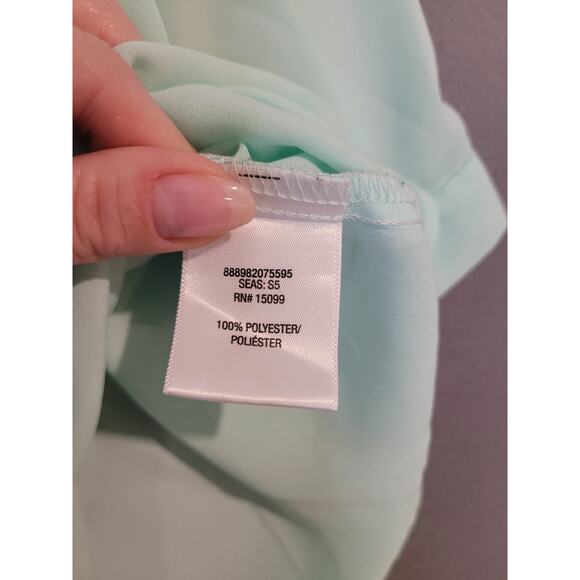 888982075595
SEAS: S5
RN# 15099
100% POLYESTER/
POLIÉSTER